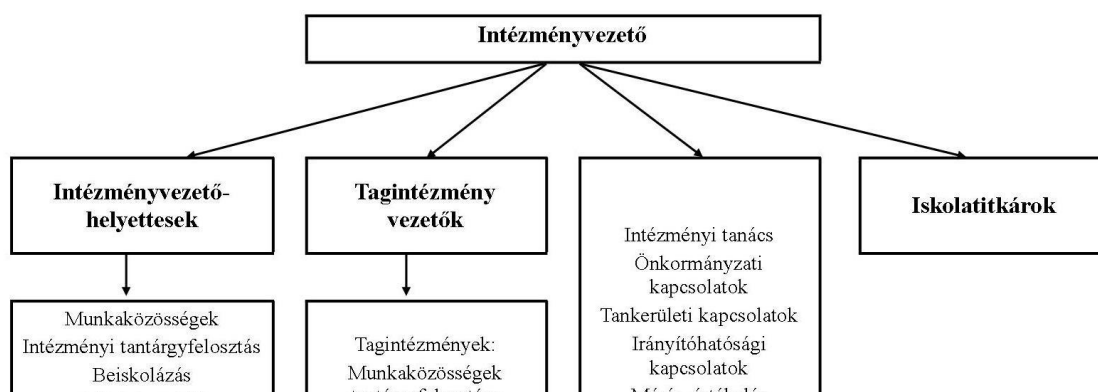 Intézményvezető
Intézményvezető-
helyettesek
Tagintézmény
vezetők
Iskolatitkárok
Intézményi tanács
Önkormányzati
kapcsolatok
Tankerületi kapcsolatok
Irányítóhatósági
kapcsolatok
Munkaközösségek
Intézményi tantárgyfelosztás
Beiskolázás
Tagintézmények:
Munkaközösségek